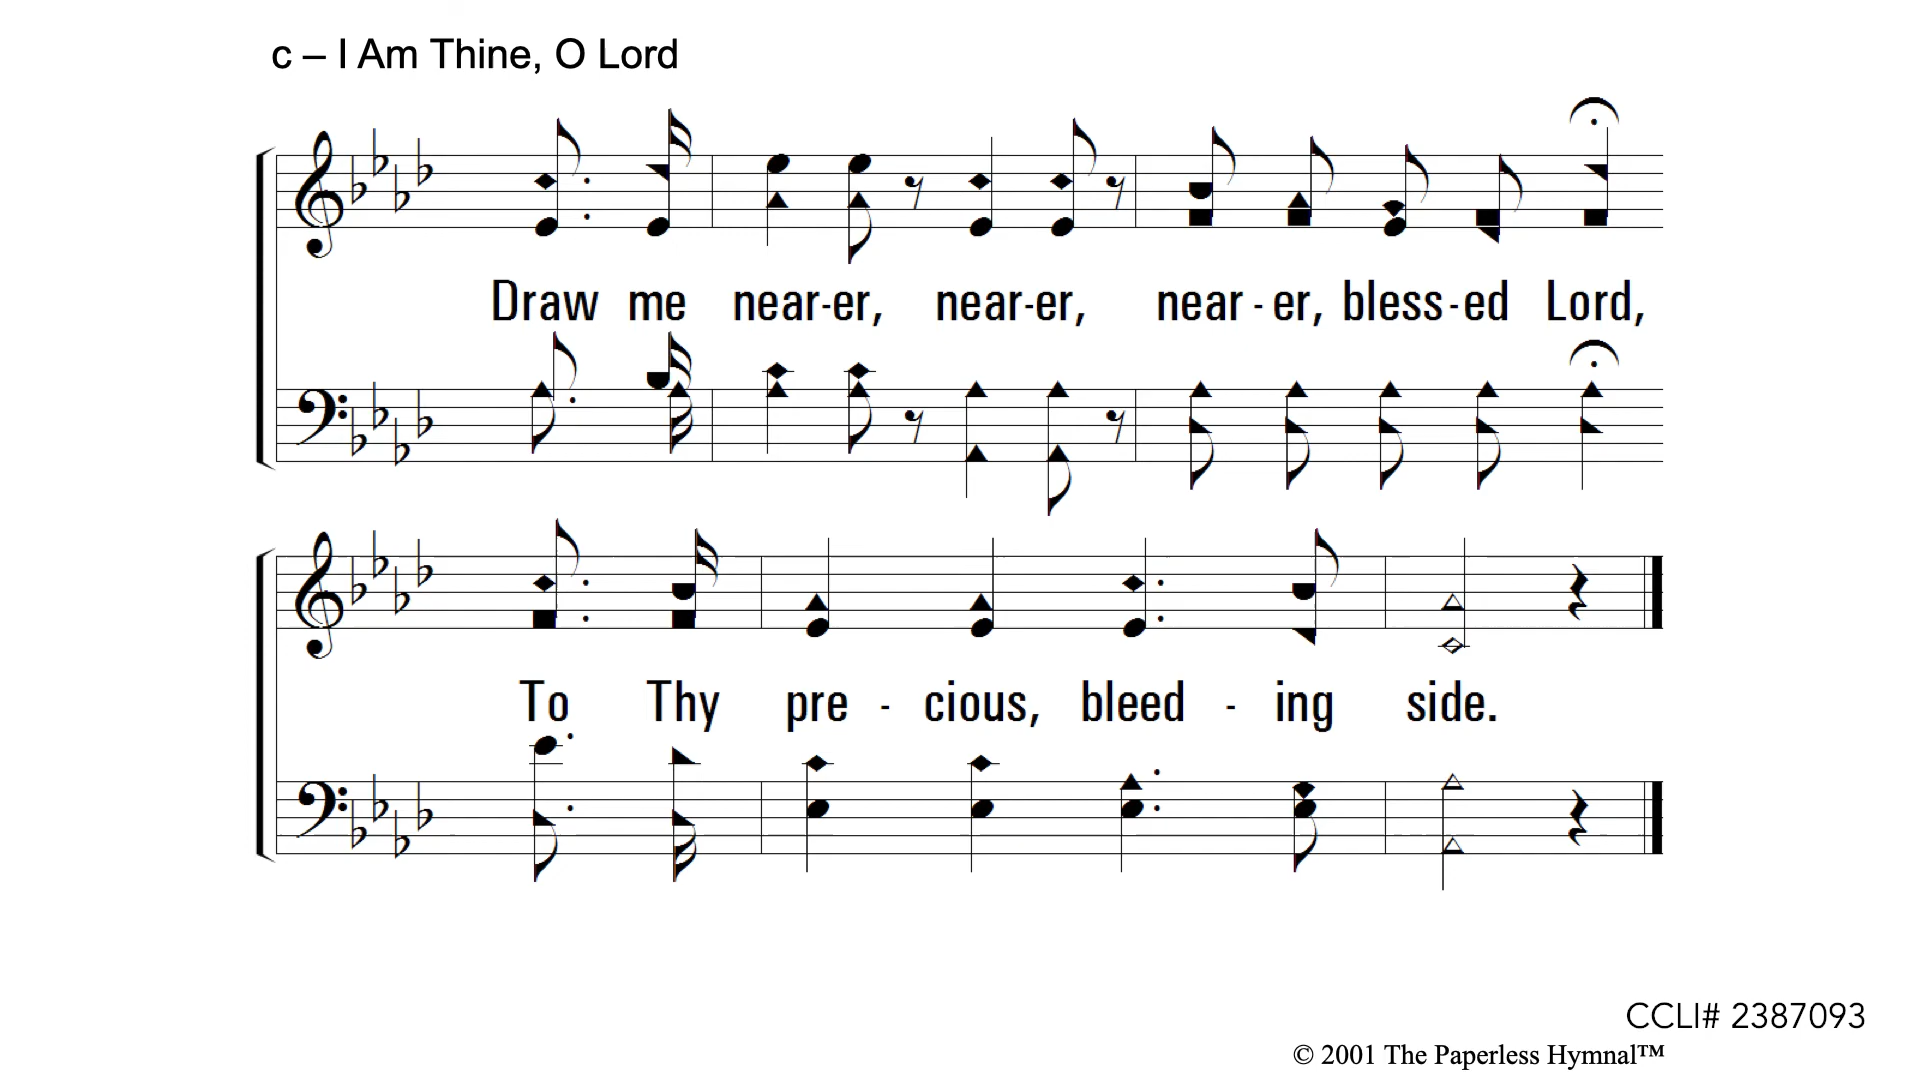 c – I Am Thine, O Lord
Draw me near-er, near-er, near - er, bless-ed Lord,
To Thy pre - cious, bleed - ing side.
CCLI# 2387093
© 2001 The Paperless Hymnal™